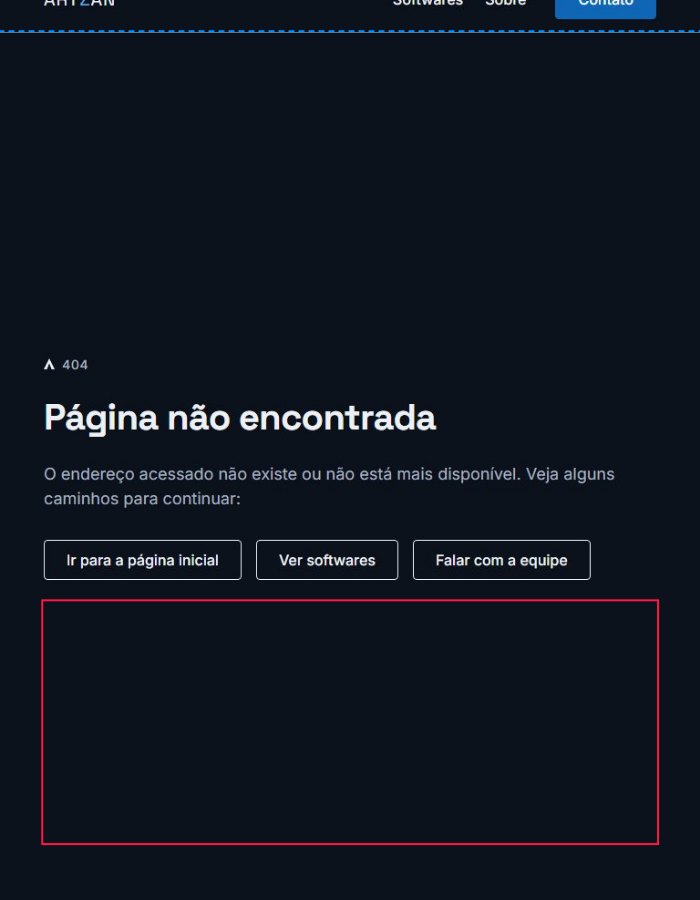 ARTZAN
Softwares Sobre Contato
404
Página não encontrada
O endereço acessado não existe ou não está mais disponível. Veja alguns
caminhos para continuar:
Ir para a página inicial Ver softwares Falar com a equipe